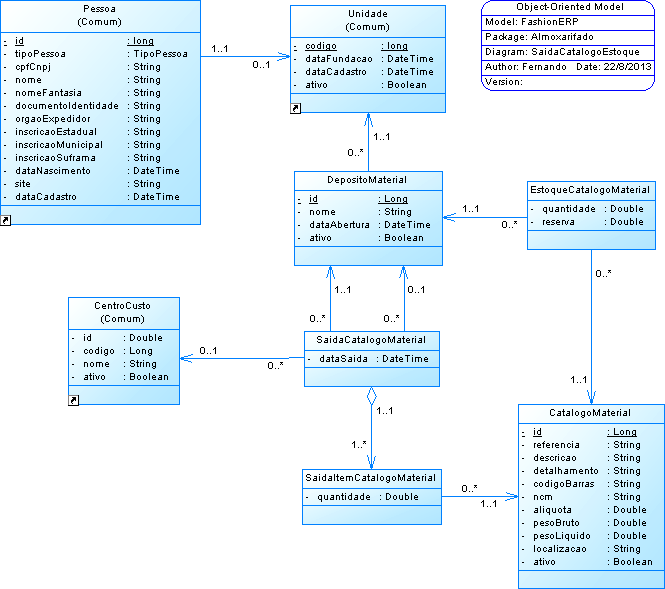 Pessoa
(Comum)
- id : long
- tipoPessoa : TipoPessoa
- cpfCnpj : String
- nome : String
- nomeFantasia : String
- documentoIdentidade : String
- orgaoExpedidor : String
- inscricaoEstadual : String
- inscricaoMunicipal : String
- inscricaoSuframa : String
- dataNascimento : DateTime
- site : String
- dataCadastro : DateTime
1..1
0..1
Unidade
(Comum)
- codigo : long
- dataFundacao : DateTime
- dataCadastro : DateTime
- ativo : Boolean
Object-Oriented Model
Model: FashionERP
Package: Almoxarifado
Diagram: SaidaCatalogoEstoque
Author: Fernando Date: 22/8/2013
Version:
1..1
0..*
DepositoMaterial
- id : Long
- nome : String
- dataAbertura : DateTime
- ativo : Boolean
1..1
0..*
EstoqueCatalogoMaterial
- quantidade : Double
- reserva : Double
0..*
1..1
1..1
0..*
0..1
0..*
CentroCusto
(Comum)
- id : Double
- codigo : Long
- nome : String
- ativo : Boolean
0..1
0..*
SaidaCatalogoMaterial
- dataSaida : DateTime
1..1
1..*
SaidaItemCatalogoMaterial
- quantidade : Double
0..*
1..1
CatalogoMaterial
- id : Long
- referencia : String
- descricao : String
- detalhamento : String
- codigoBarras : String
- ncm : String
- aliquota : Double
- pesoBruto : Double
- pesoLiquido : Double
- localizacao : String
- ativo : Boolean